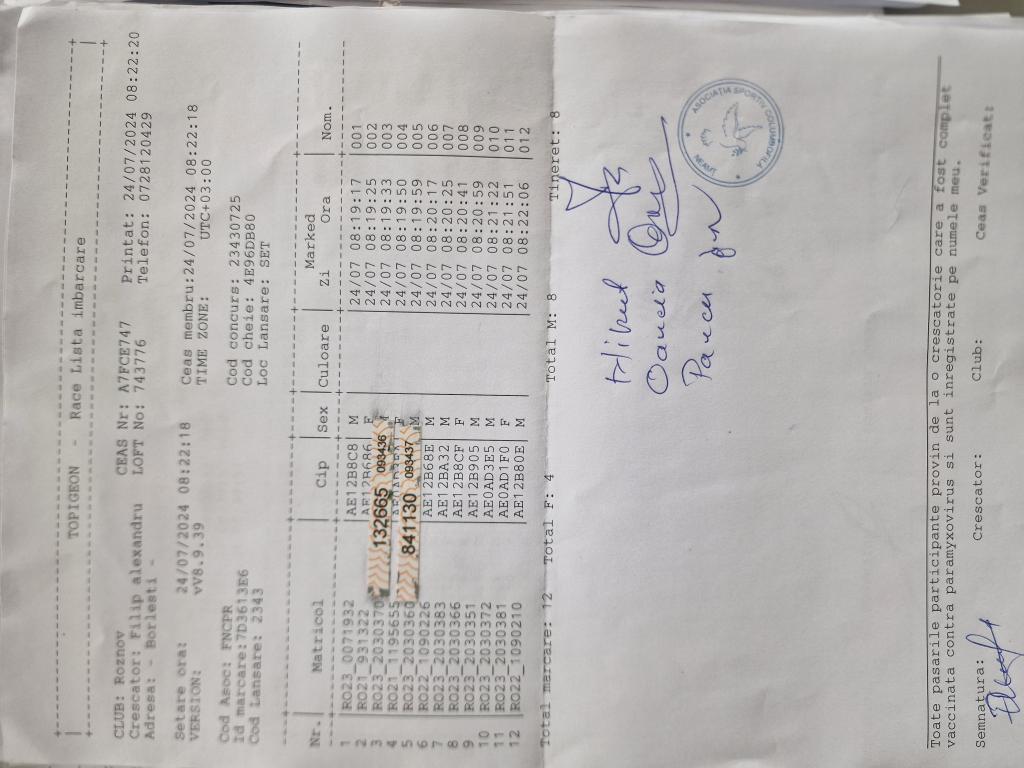 TOPIGEON - Race Lista imbarcare
CLUB: Roznov
Crescator: Filip alexandru CEAS Nr: A7FCE747 Printat: 24/07/2024 08:22:20
Adresa: - Borlesti - LOFT No: 743776 Telefon: 0728120429
Setare ora: 24/07/2024 08:22:18 Ceas membru:24/07/2024 08:22:18
VERSION: vV8.9.39 TIME ZONE: UTC+03:00
Cod Asoc: FNCPR Cod concurs: 23430725
Id marcare:7D3613E6 Cod cheie: 4E96DB80
Cod Lansare: 2343 Loc Lansare: SET
Marked
Nr. Matricol Cip Sex Culoare Zi Ora Nom.
1 RO23_0071932 AE12B8C8 M 24/07 08:19:17 001
2 RO21_931322 F 24/07 08:19:25 002
3 RO23_2030370 132665 093436 24/07 08:19:33 003
4 RO21_1195655 F 24/07 08:19:50 004
5 RO23_2030360 841130 093437 M 24/07 08:19:59 005
6 RO22_1090226 AE12B6BE M 24/07 08:20:17 006
7 RO23_2030383 AE12BA32 M 24/07 08:20:25 007
8 RO23_2030366 AE12B8CF F 24/07 08:20:41 008
9 RO23_2030351 AE12B905 M 24/07 08:20:59 009
10 RO23_2030372 AE0AD3E5 M 24/07 08:21:22 010
11 RO23_2030381 AE0AD1F0 F 24/07 08:21:51 011
12 RO22_1090210 AE12B80E M 24/07 08:22:06 012
Total marcare: 12 Total F: 4 Total M: 8 Tineret: 8
Oancia
ASOCIAȚIA SPORTIV COLUMBOFILA
NEAMȚ
Toate pasarile participante provin de la o crescatorie care a fost complet
vaccinata contra paramyxovirus si sunt inregistrate pe numele meu.
Semnatura: Crescator: Club: Ceas Verificat: